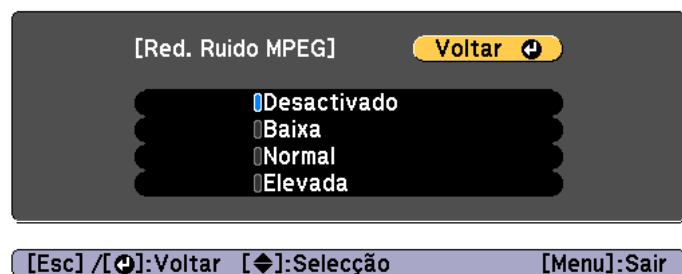 [Red. Ruido MPEG] Voltar
Desactivado
Baixa
Normal
Elevada
[Esc] /[ ]:Voltar [ ]:Selecção [Menu]:Sair